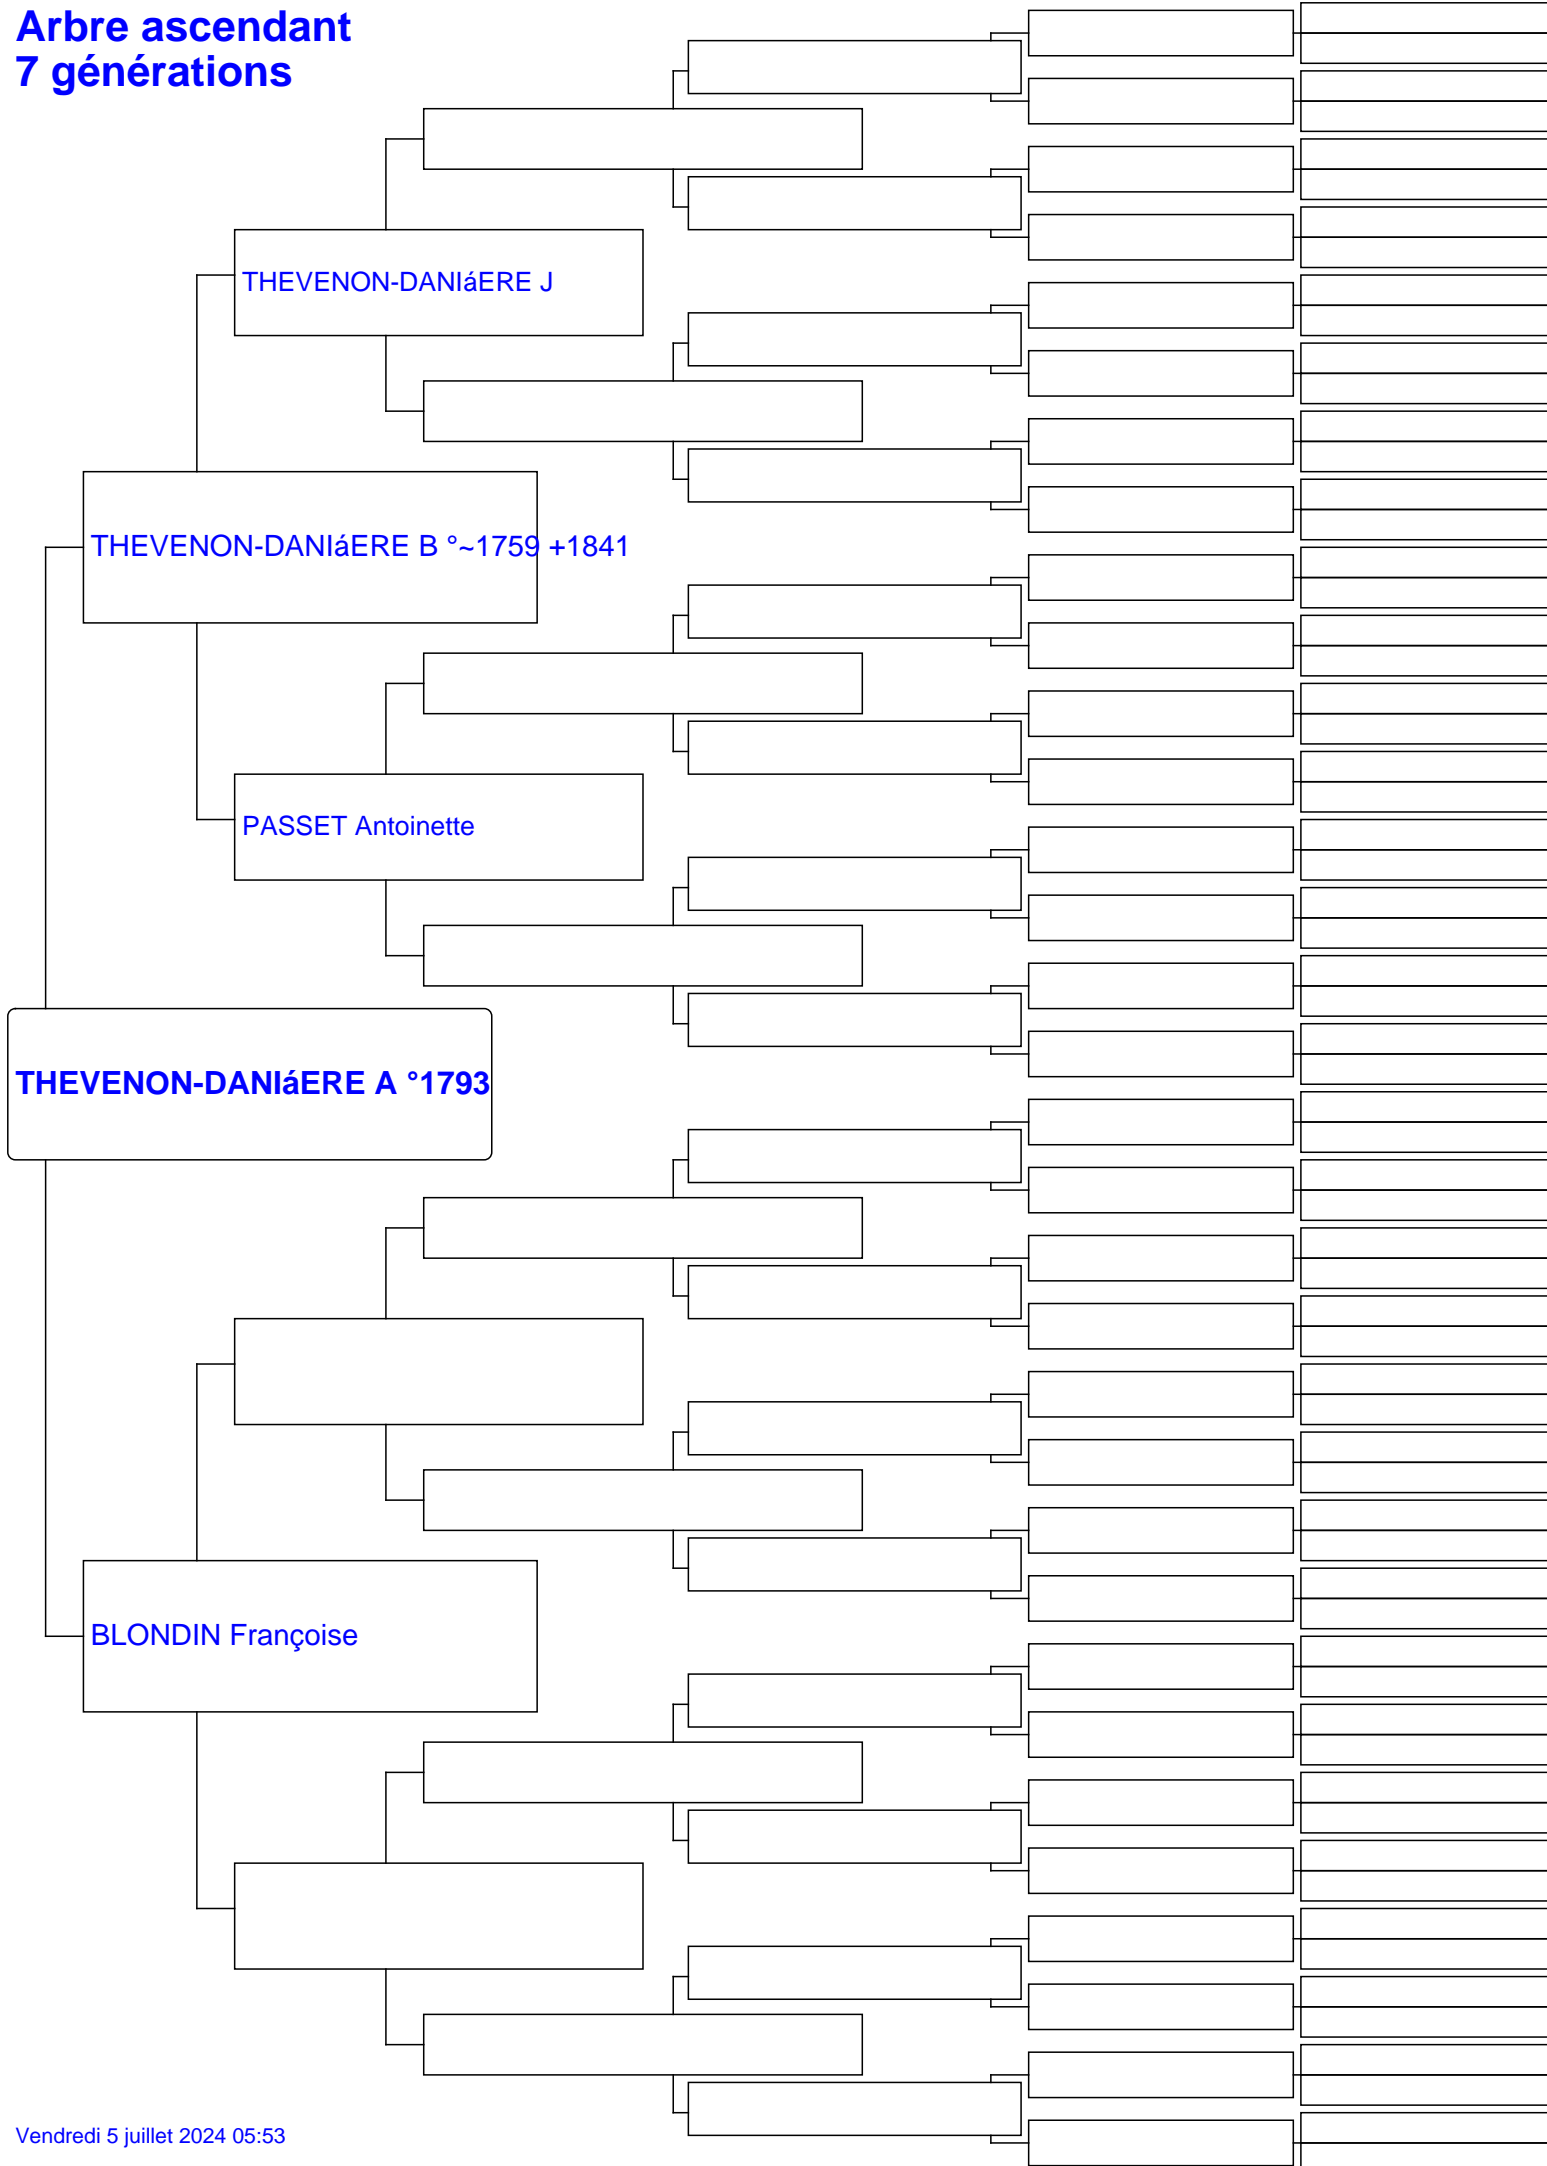 Arbre ascendant
7 générations
THEVENON-DANIáERE J
THEVENON-DANIáERE B °~1759 +1841
PASSET Antoinette
THEVENON-DANIáERE A °1793
BLONDIN Françoise
Vendredi 5 juillet 2024 05:53